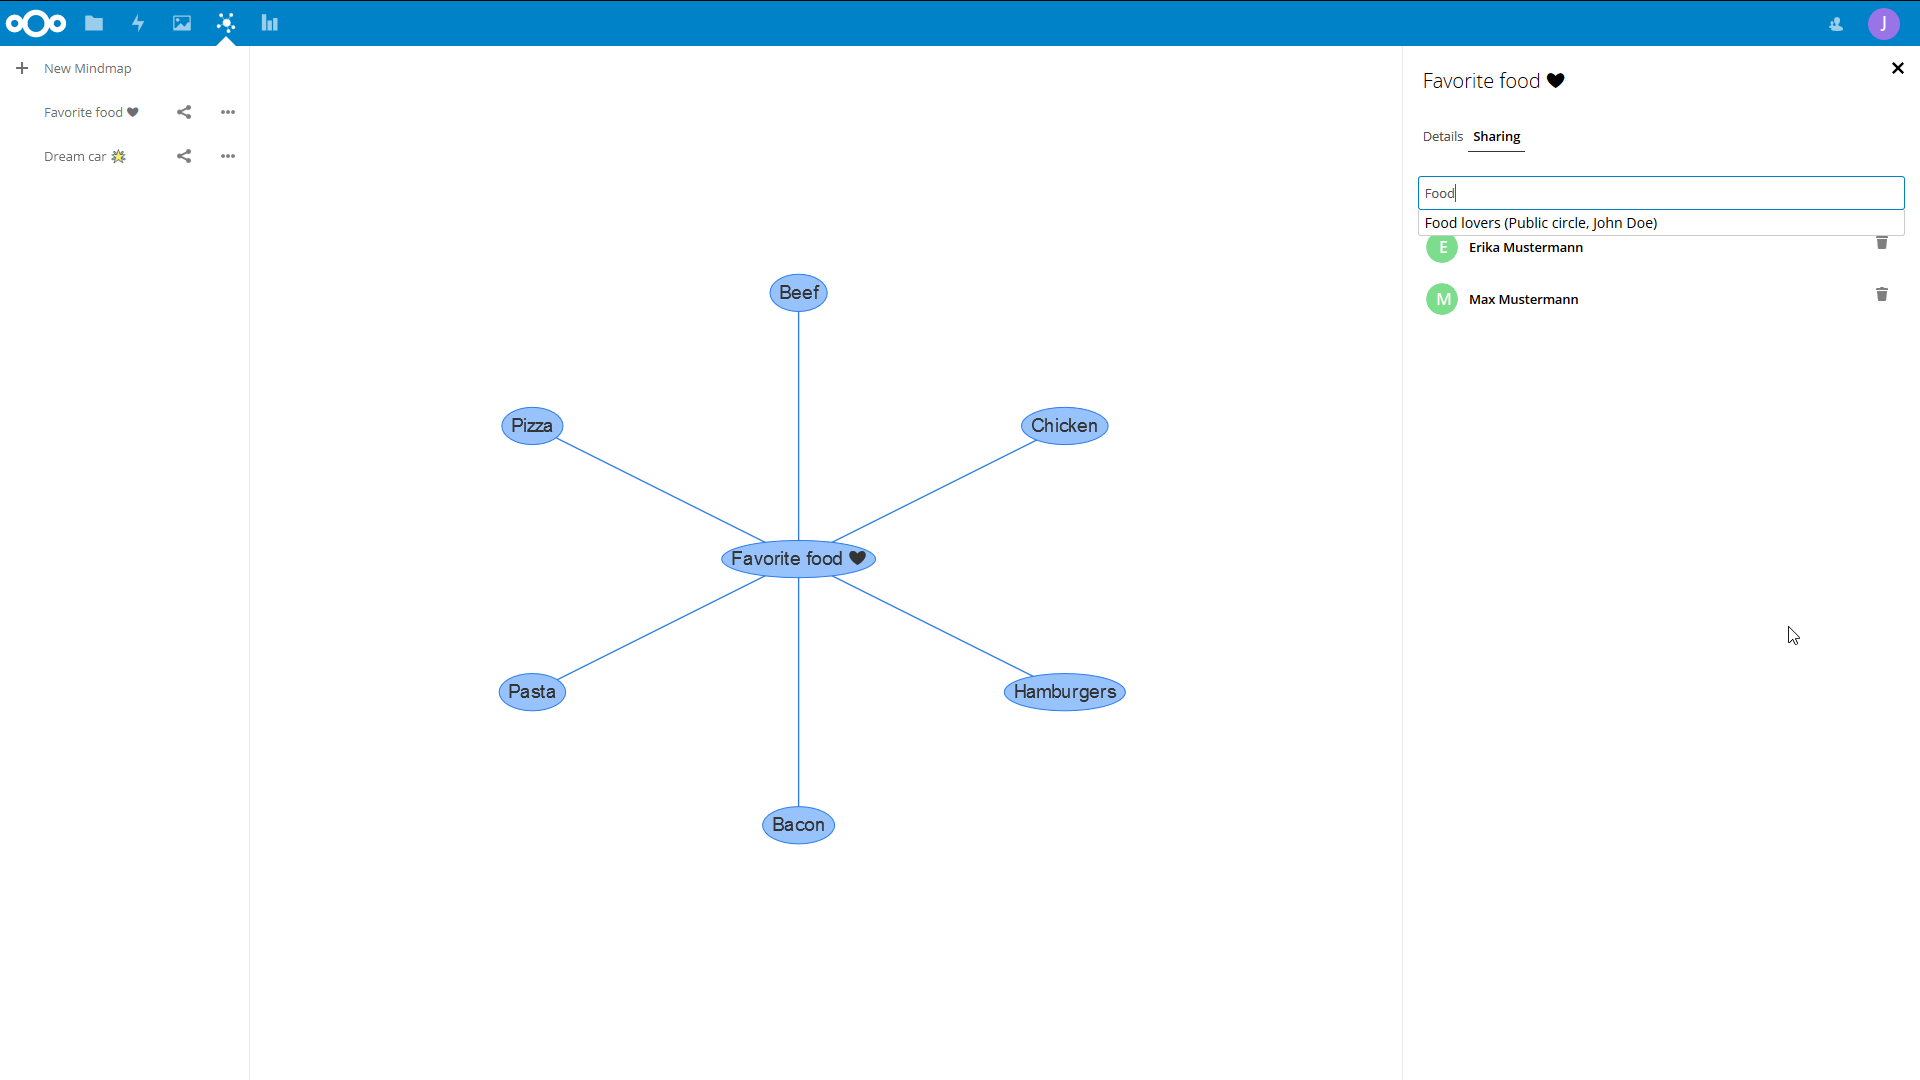 J
New Mindmap
Favorite food ♥
Dream car 🌟
Beef
Pizza
Chicken
Favorite food ♥
Pasta
Hamburgers
Bacon
Favorite food ♥
Details Sharing
Food
Food lovers (Public circle, John Doe)
E Erika Mustermann
M Max Mustermann